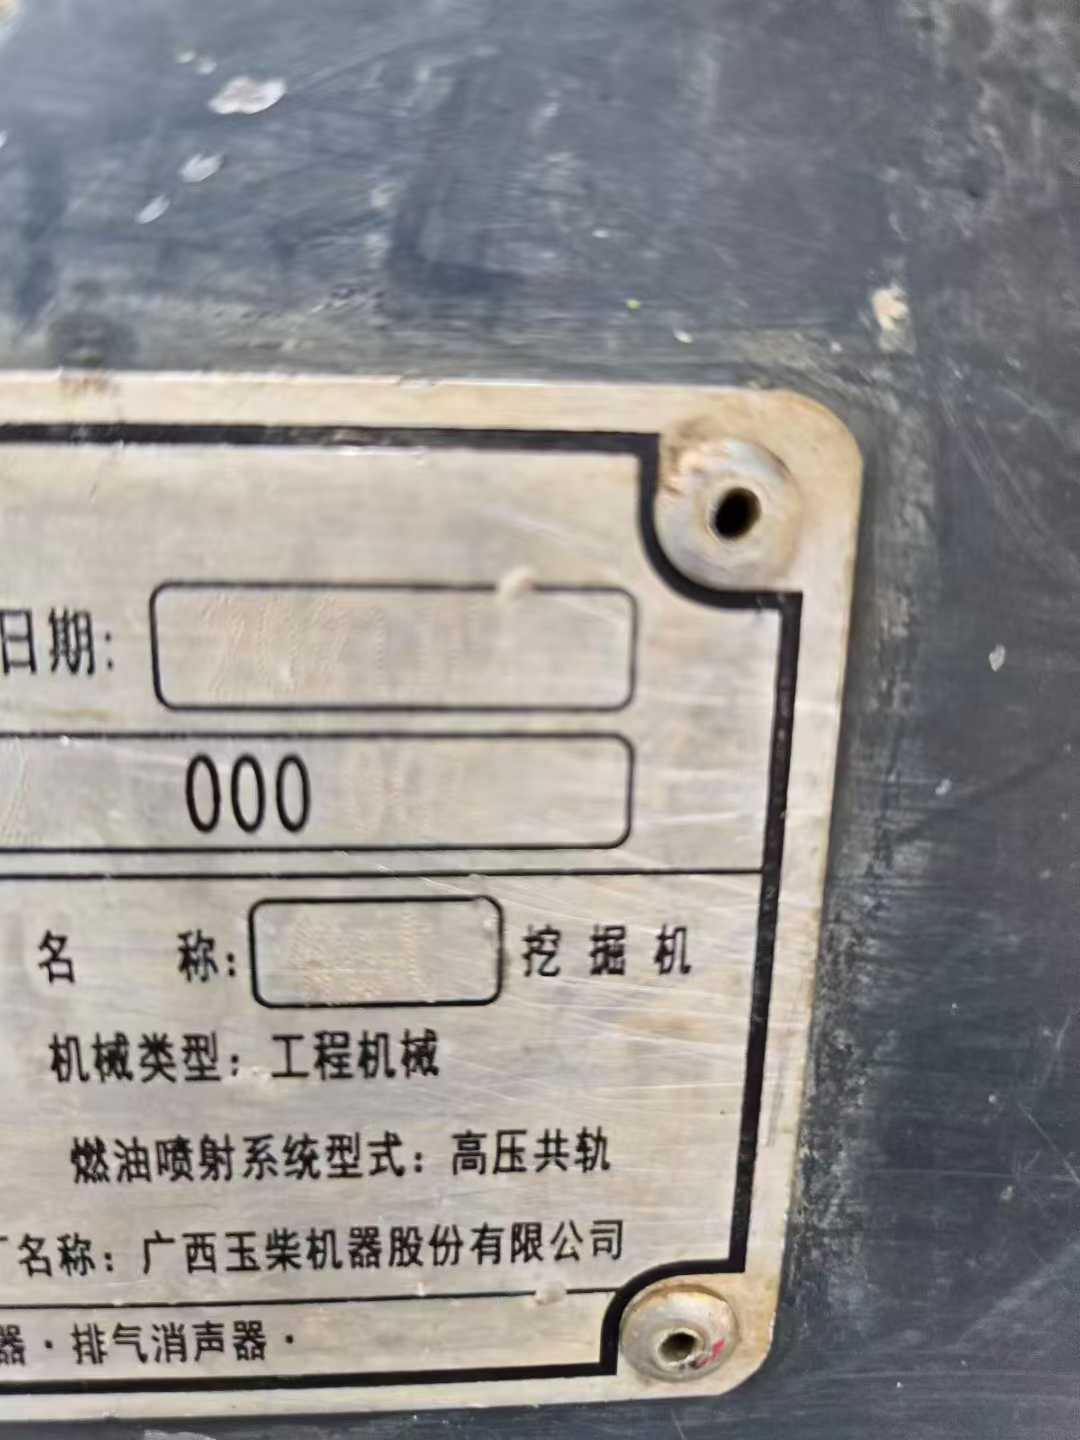 日期:
000
名 称: 挖掘机
机械类型: 工程机械
燃油喷射系统型式: 高压共轨
名称: 广西玉柴机器股份有限公司
器·排气消声器·